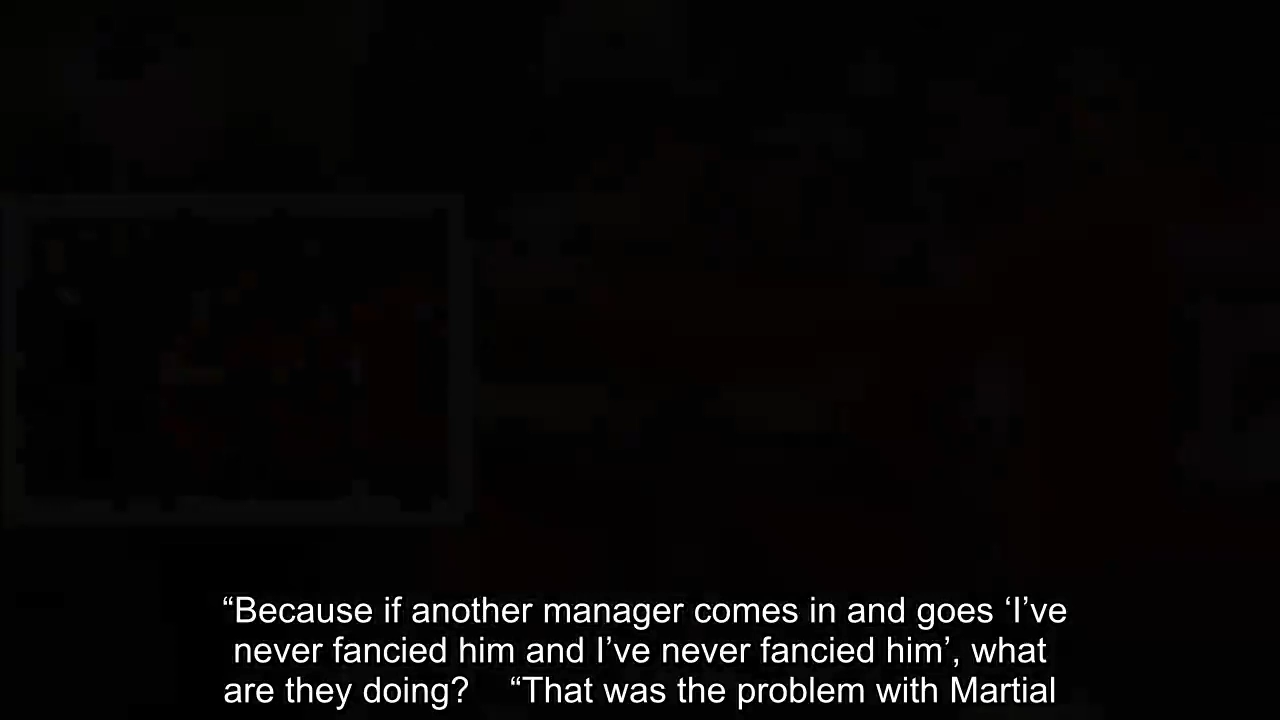 “Because if another manager comes in and goes ‘I’ve
never fancied him and I’ve never fancied him’, what
are they doing?    “That was the problem with Martial